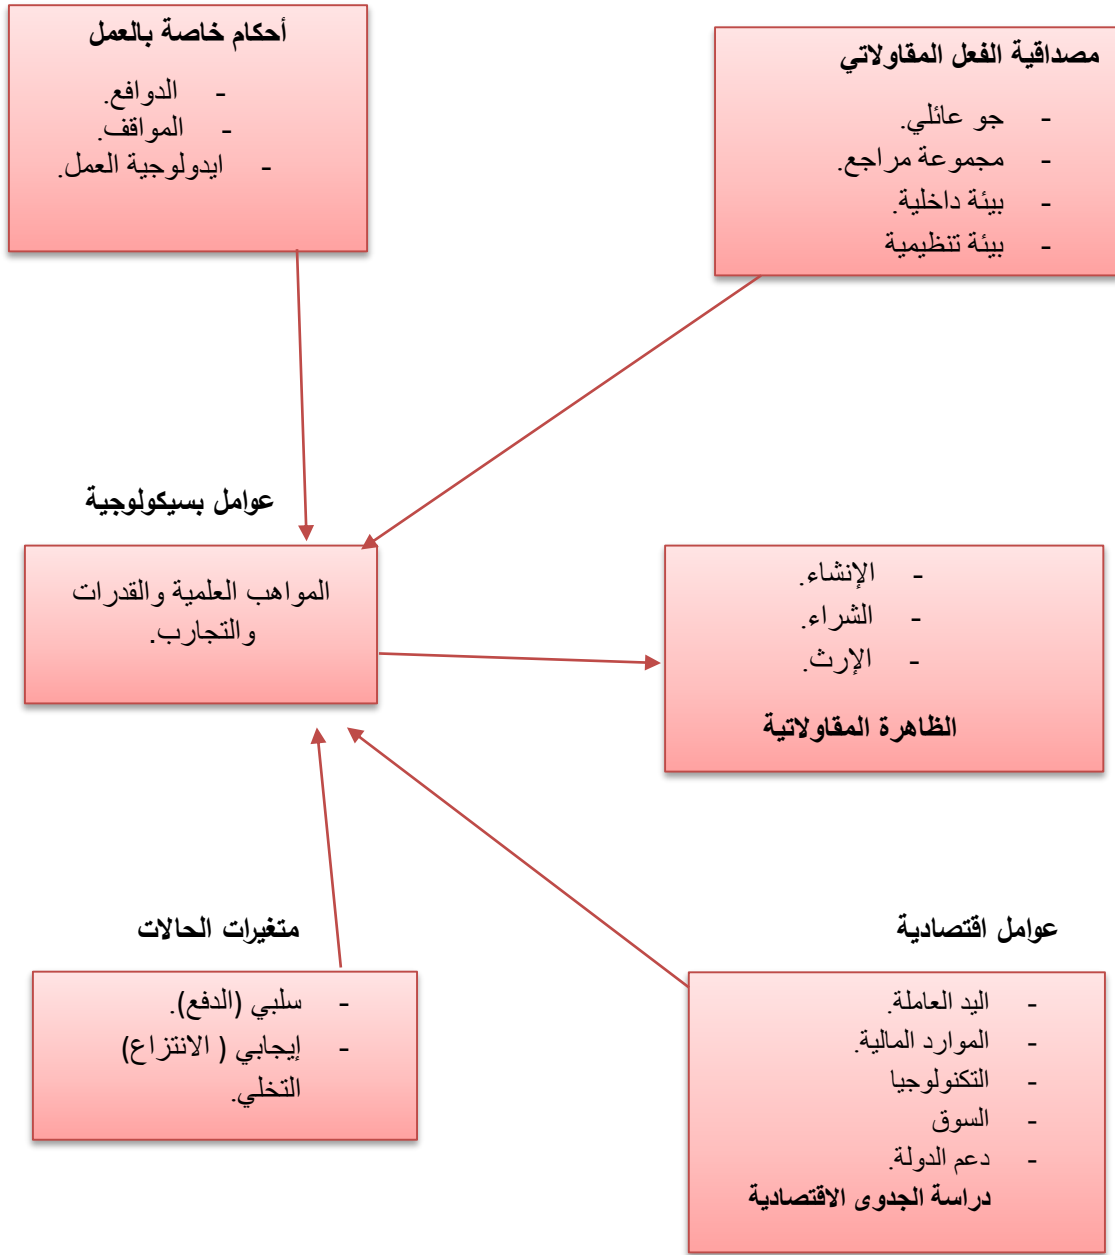 مصداقية الفعل المقاولاتي
- جو عائلي.
- مجموعة مراجع.
- بيئة داخلية.
- بيئة تنظيمية
أحكام خاصة بالعمل
- الدوافع.
- المواقف.
- ايدولوجية العمل.
عوامل بسيكولوجية
المواهب العلمية والقدرات
والتجارب.
- الإنشاء.
- الشراء.
- الإرث.
الظاهرة المقاولاتية
عوامل اقتصادية
- اليد العاملة.
- الموارد المالية.
- التكنولوجيا
- السوق
- دعم الدولة.
دراسة الجدوى الاقتصادية
متغيرات الحالات
- سلبي (الدفع).
- إيجابي ( الانتزاع)
التخلي.